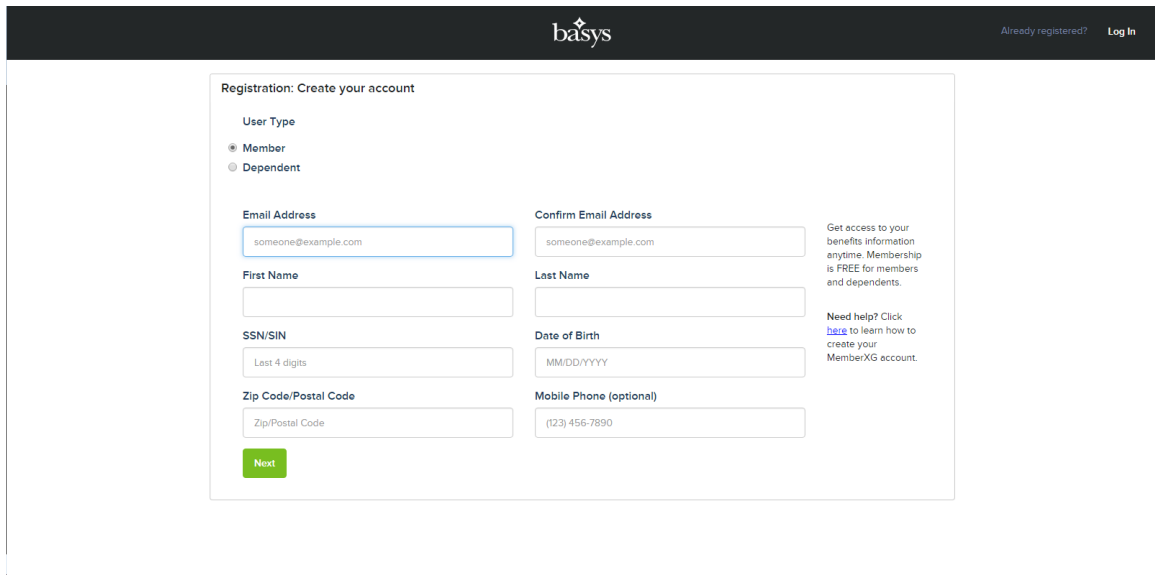 basys
Already registered? Log In
Registration: Create your account
User Type
Member
Dependent
Email Address
someone@example.com
Confirm Email Address
someone@example.com
First Name
Last Name
SSN/SIN
Last 4 digits
Date of Birth
MM/DD/YYYY
Zip Code/Postal Code
Zip/Postal Code
Mobile Phone (optional)
(123) 456-7890
Next
Get access to your
benefits information
anytime. Membership
is FREE for members
and dependents.
Need help? Click
here to learn how to
create your
MemberXG account.